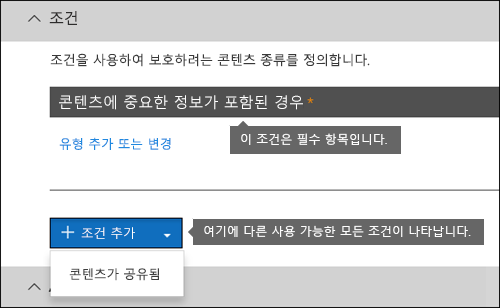 조건
조건을 사용하여 보호하려는 콘텐츠 종류를 정의합니다.
콘텐츠에 중요한 정보가 포함된 경우 *
유형 추가 또는 변경
이 조건은 필수 항목입니다.
+ 조건 추가
여기에 다른 사용 가능한 모든 조건이 나타납니다.
콘텐츠가 공유됨